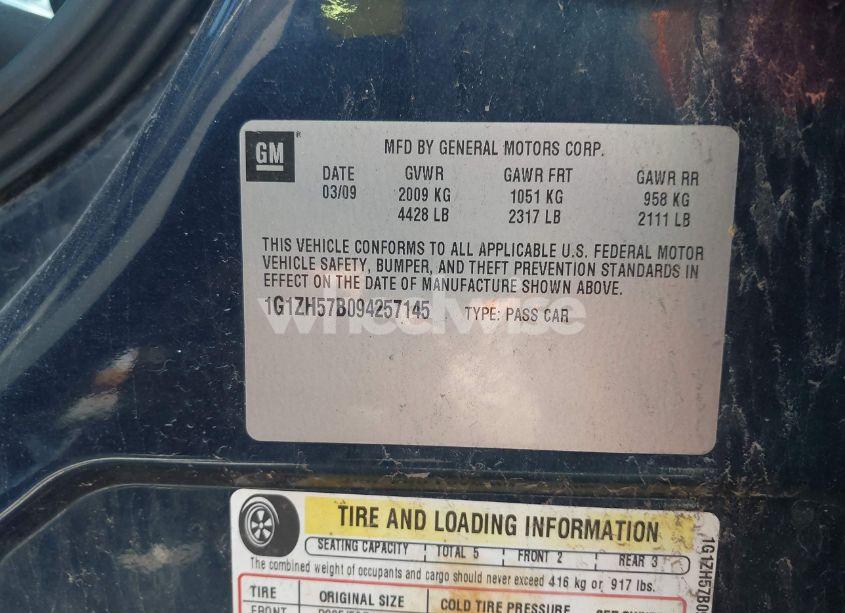 GM ®
MFD BY GENERAL MOTORS CORP.
DATE GVWR GAWR FRT GAWR RR
03/09 2009 KG 1051 KG 958 KG
4428 LB 2317 LB 2111 LB
THIS VEHICLE CONFORMS TO ALL APPLICABLE U.S. FEDERAL MOTOR
VEHICLE SAFETY, BUMPER, AND THEFT PREVENTION STANDARDS IN
EFFECT ON THE DATE OF MANUFACTURE SHOWN ABOVE.
1G1ZH57B094257145 TYPE: PASS CAR
wheelwise
TIRE AND LOADING INFORMATION
SEATING CAPACITY TOTAL 5 FRONT 2 REAR 3
The combined weight of occupants and cargo should never exceed 416 kg or 917 lbs.
TIRE ORIGINAL SIZE COLD TIRE PRESSURE
FRONT
1G1ZH57B0